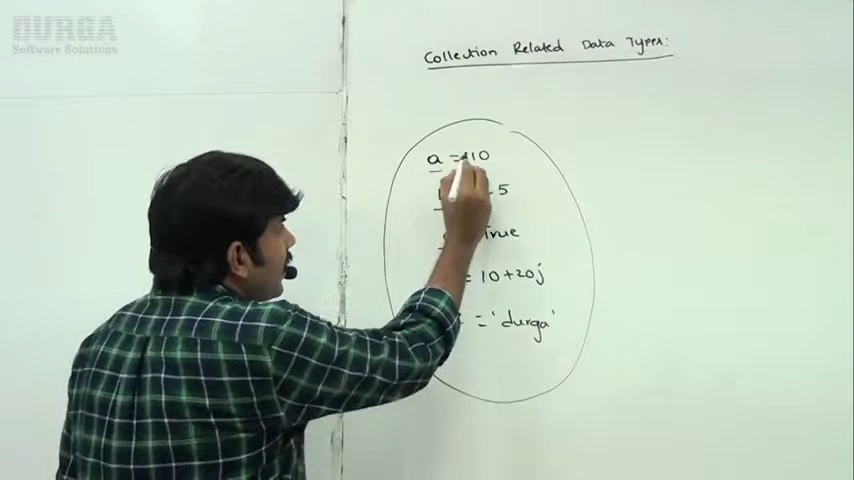 DURGA
Software Solutions
Collection Related Data Types:
a = 10
5
True
= 10+20j
= 'durga'